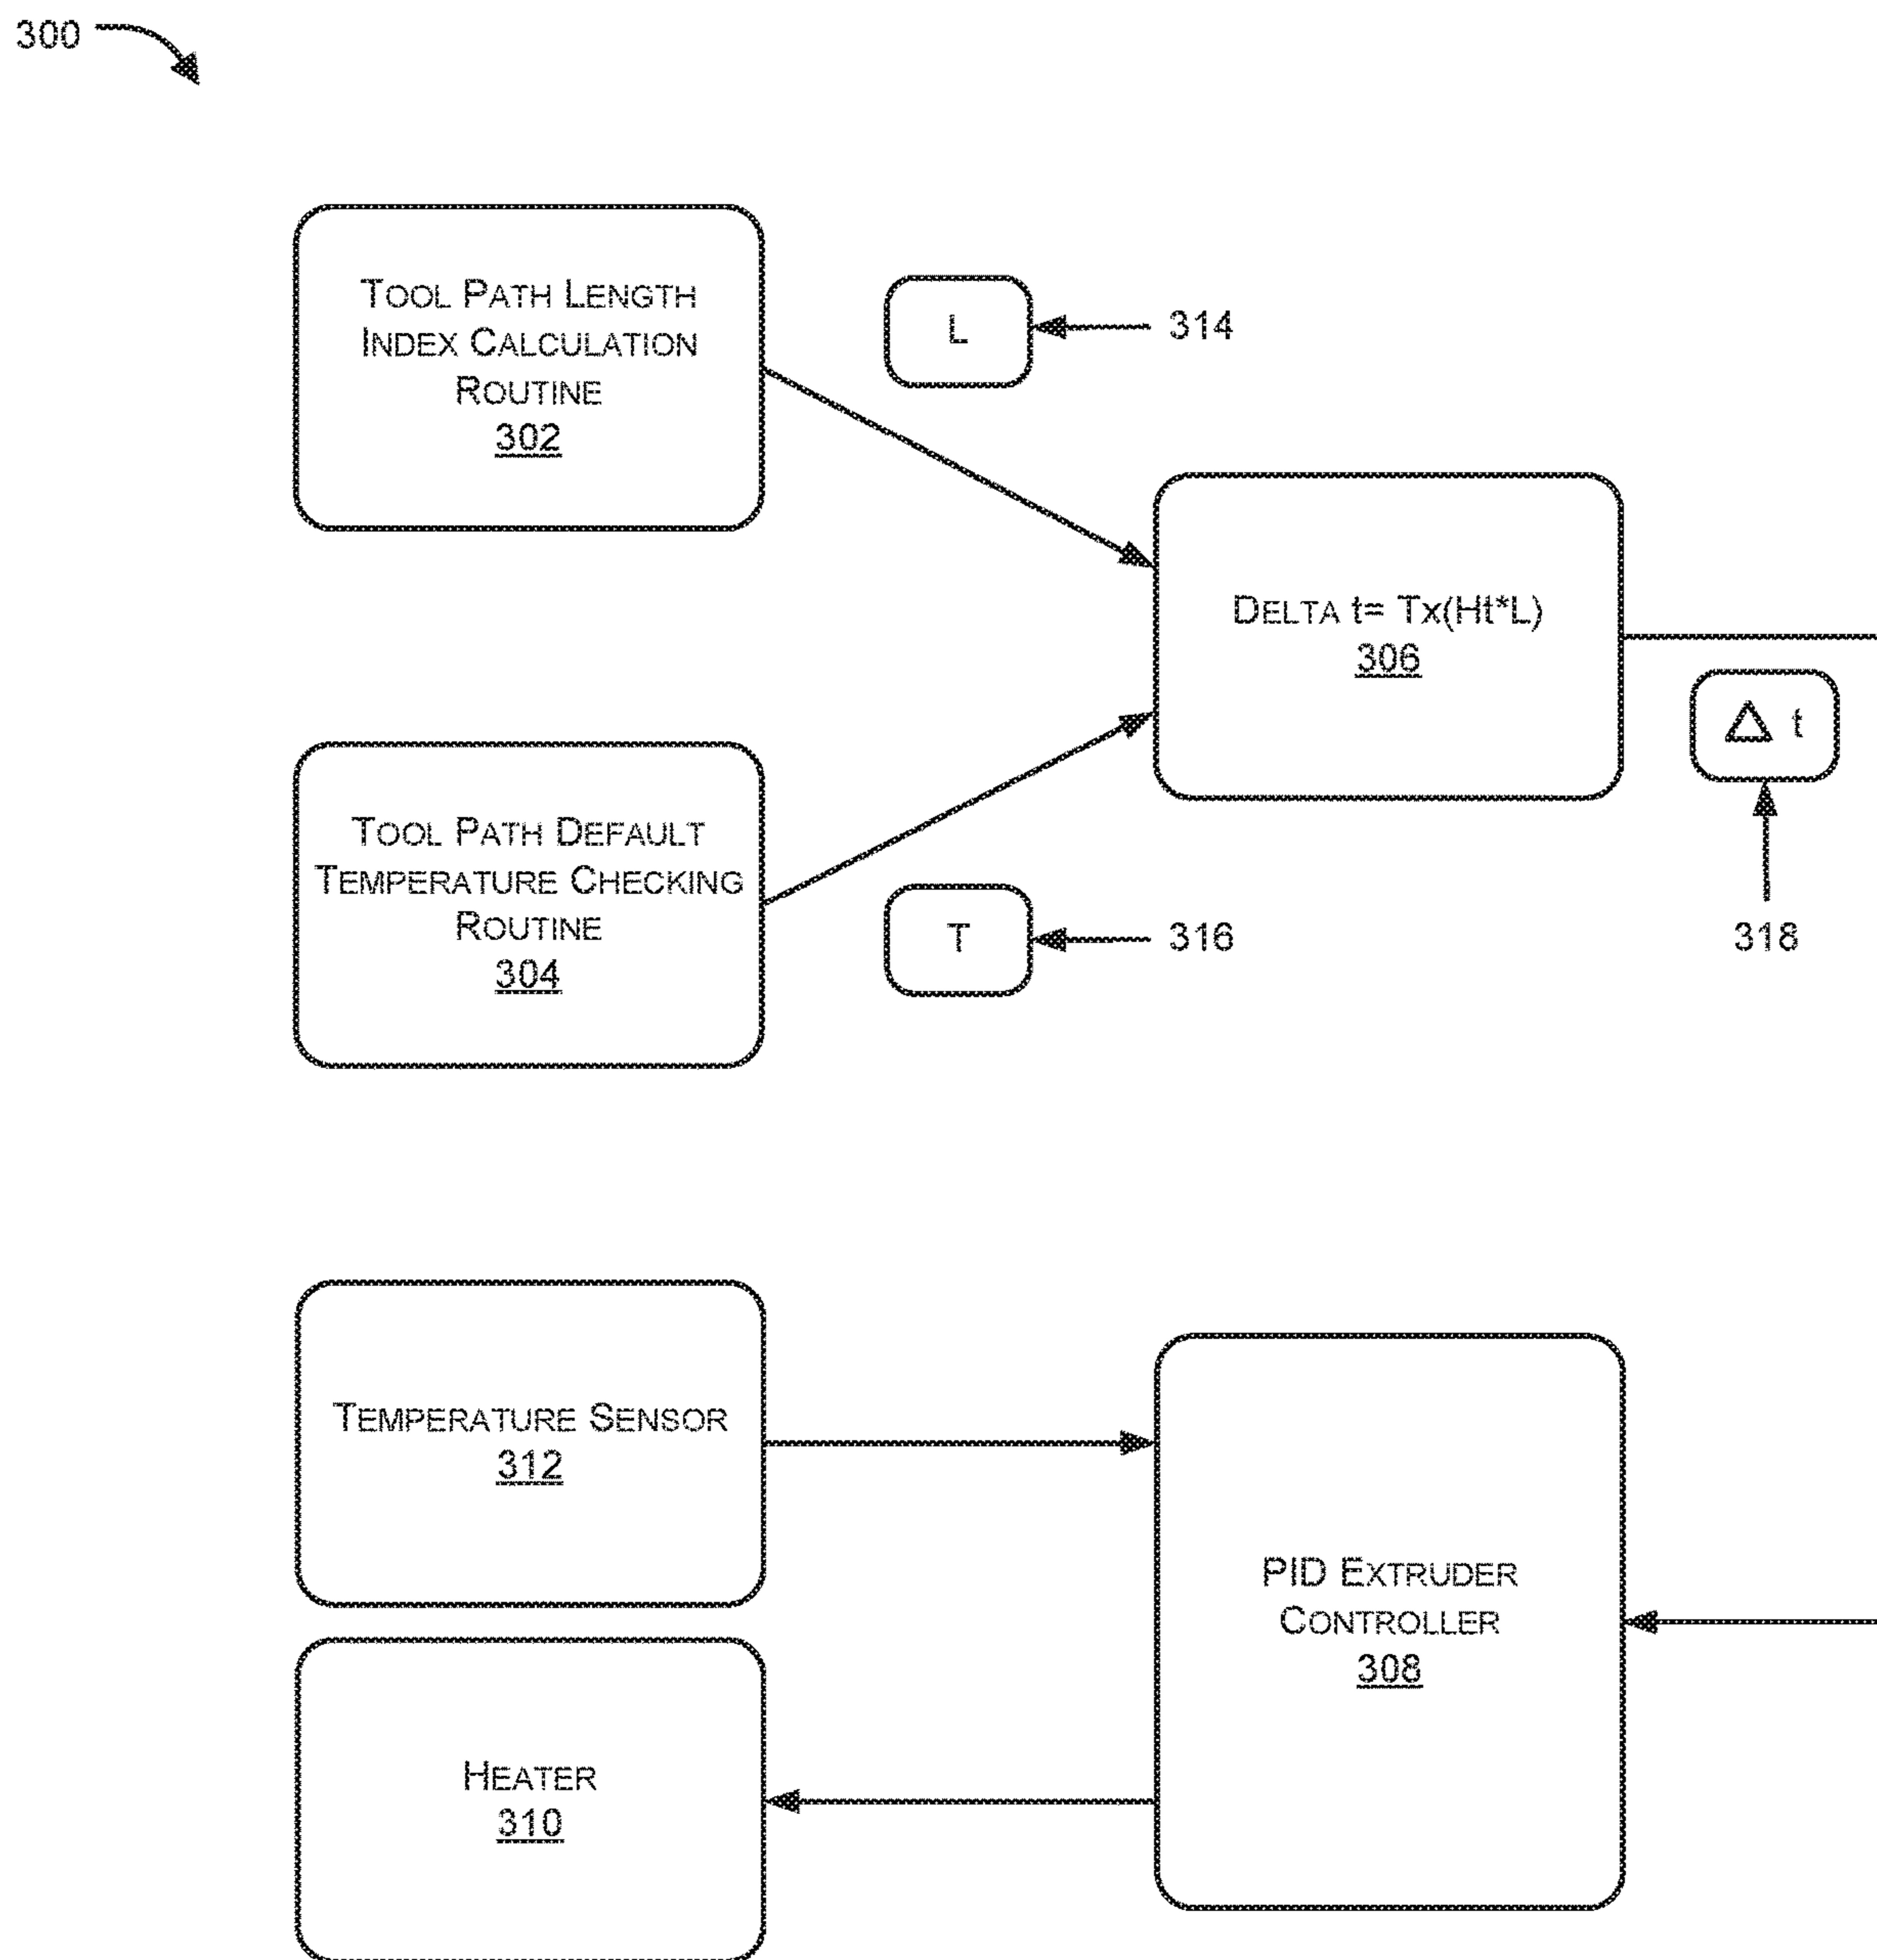 300
TOOL PATH LENGTH
INDEX CALCULATION
ROUTINE
302
L
314
DELTA t= Tx(Ht*L)
306
Δ t
318
TOOL PATH DEFAULT
TEMPERATURE CHECKING
ROUTINE
304
T
316
TEMPERATURE SENSOR
312
PID EXTRUDER
CONTROLLER
308
HEATER
310